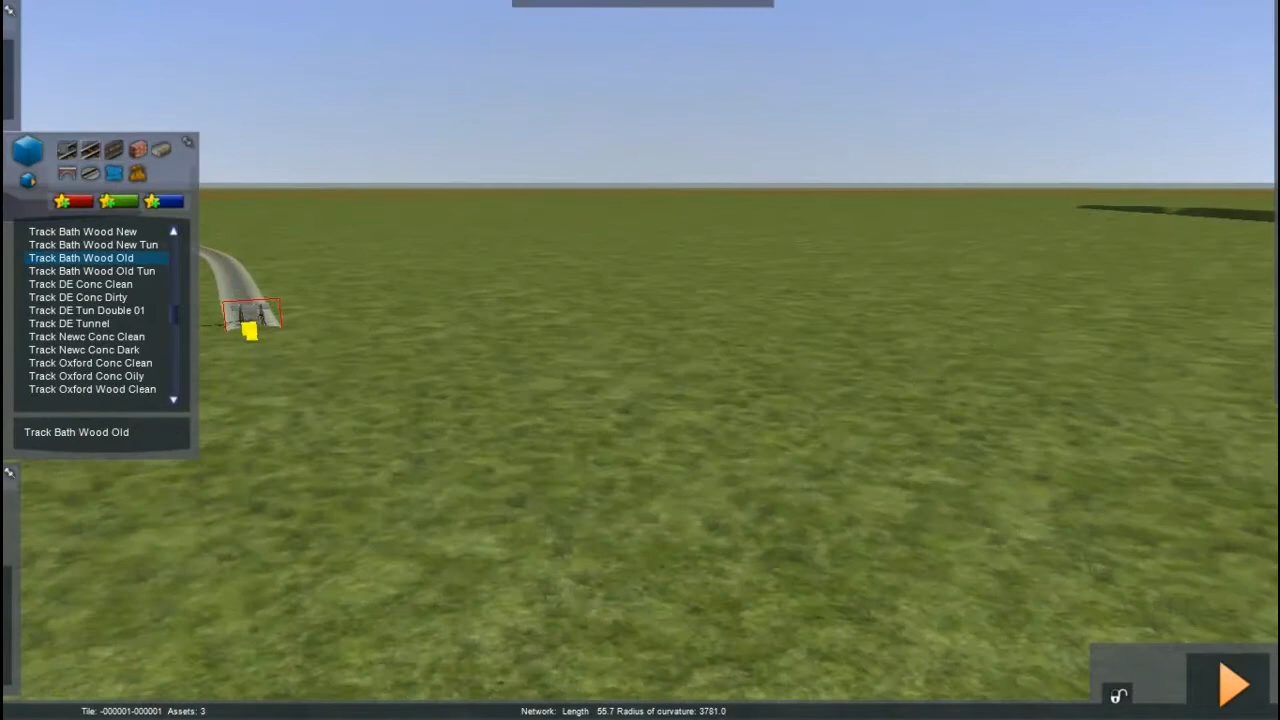 Track Bath Wood New
Track Bath Wood New Tun
Track Bath Wood Old
Track Bath Wood Old Tun
Track DE Conc Clean
Track DE Conc Dirty
Track DE Tun Double 01
Track DE Tunnel
Track Newc Conc Clean
Track Newc Conc Dark
Track Oxford Conc Clean
Track Oxford Conc Oily
Track Oxford Wood Clean
Track Bath Wood Old
Tile: -000001-000001 Assets: 3
Network: Length 55.7 Radius of curvature: 3781.0